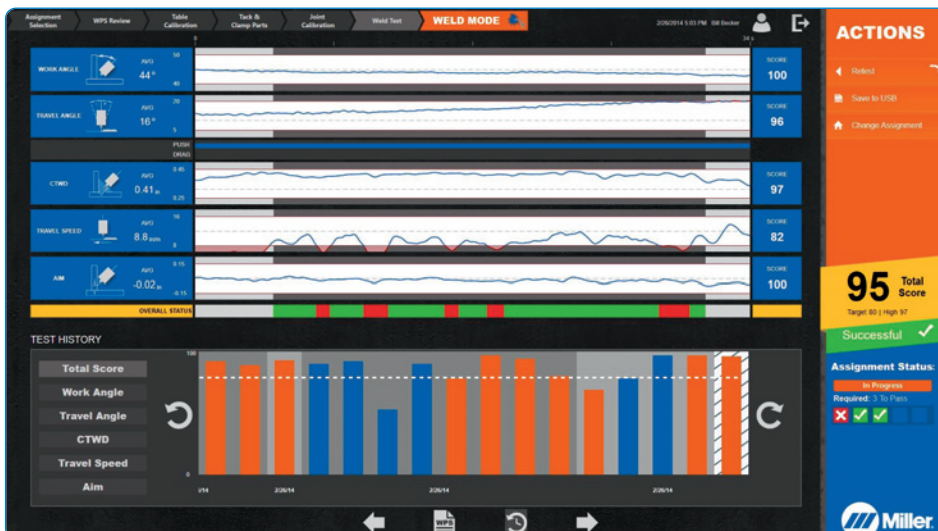 Assignment Selection
WPS Review
Table Calibration
Tack & Clamp Parts
Joint Calibration
Weld Test
WELD MODE
2/26/2014 5:03 PM Bill Becker
0
34 s
WORK ANGLE
AVG
44°
50
40
SCORE
100
TRAVEL ANGLE
AVG
16°
20
5
SCORE
96
PUSH
DRAG
CTWD
AVG
0.41 in
0.45
0.25
SCORE
97
TRAVEL SPEED
AVG
8.8
16
8
SCORE
82
AIM
AVG
-0.02 in
0.15
-0.15
SCORE
100
OVERALL STATUS
TEST HISTORY
Total Score
Work Angle
Travel Angle
CTWD
Travel Speed
Aim
100
0
2/26/14
2/26/14
2/26/14
WPS
ACTIONS
Retest
Save to USB
Change Assignment
95 Total Score
Target 80 | High 97
Successful
Assignment Status:
In Progress
Required: 3 To Pass
Miller